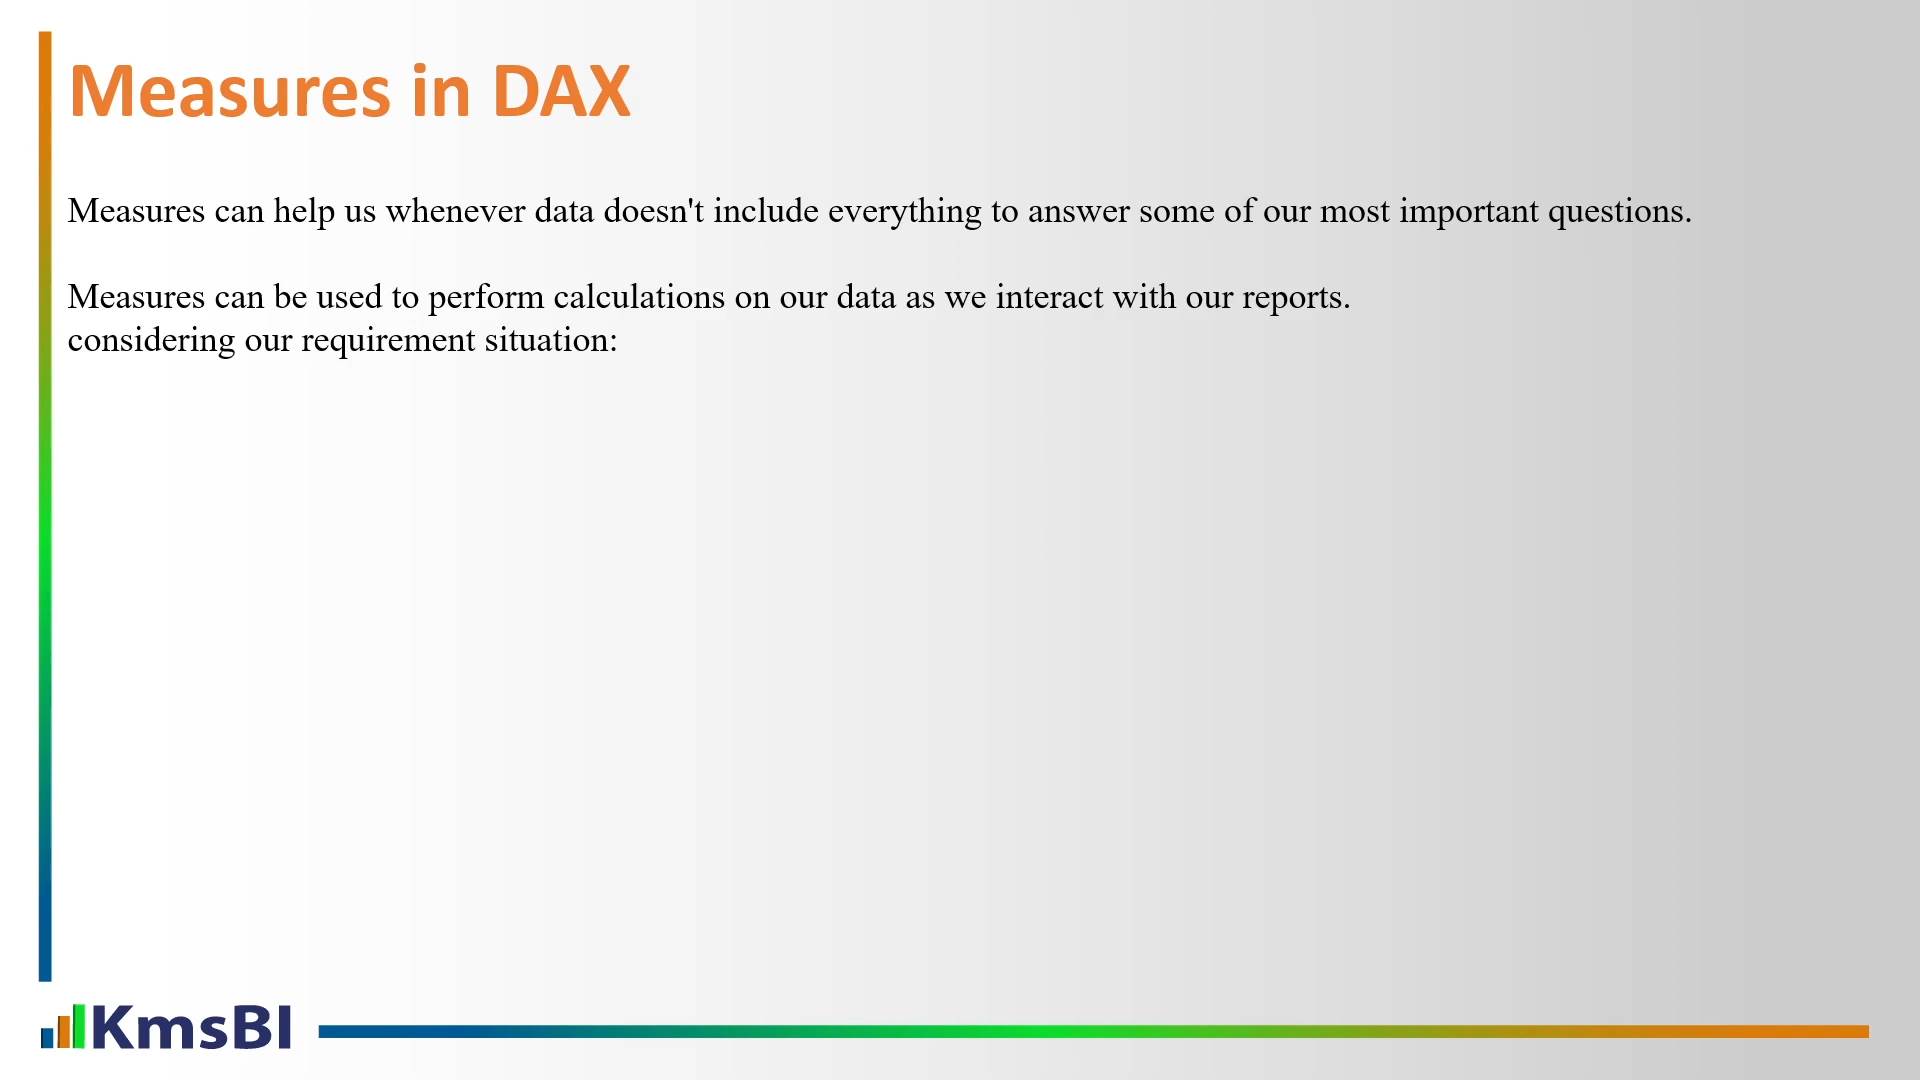 Measures in DAX
Measures can help us whenever data doesn't include everything to answer some of our most important questions.
Measures can be used to perform calculations on our data as we interact with our reports.
considering our requirement situation:
KmsBI